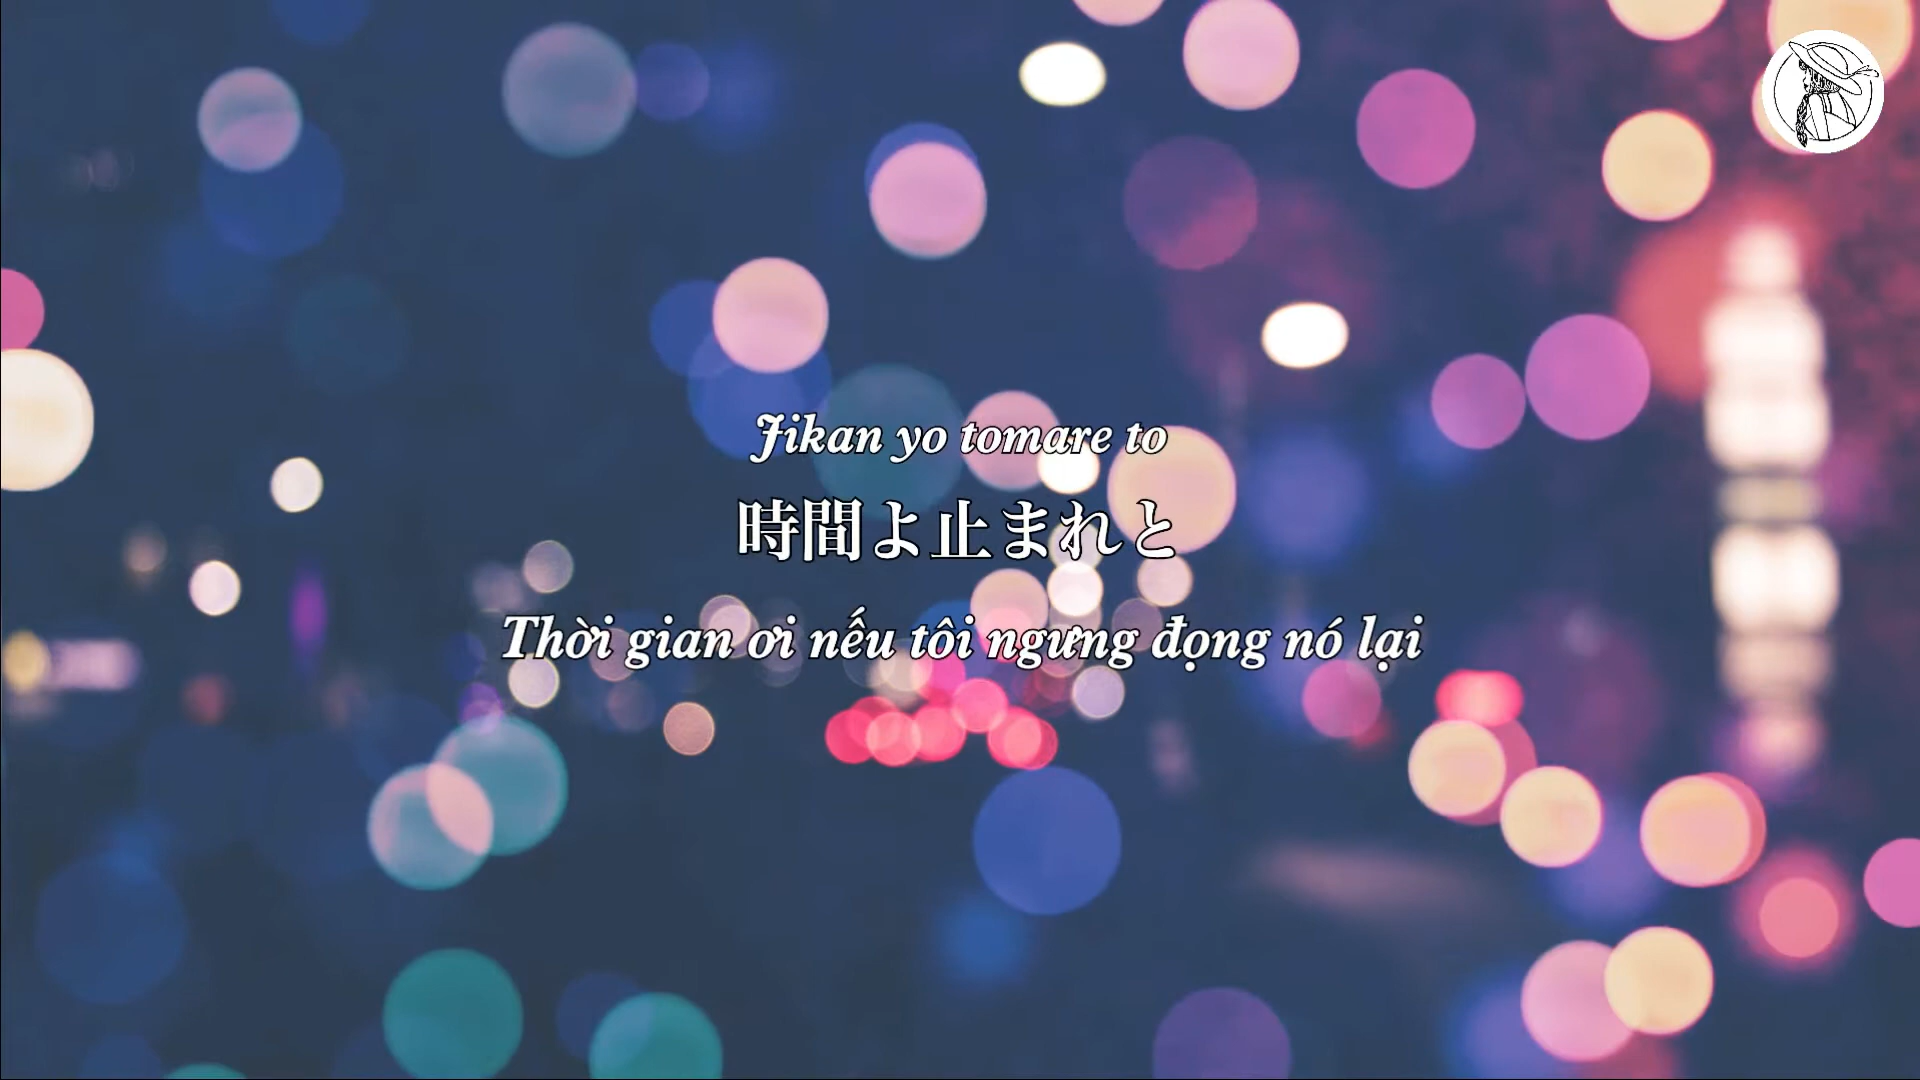 Jikan yo tomare to
時間よ止まれと
Thời gian ơi nếu tôi ngưng đọng nó lại